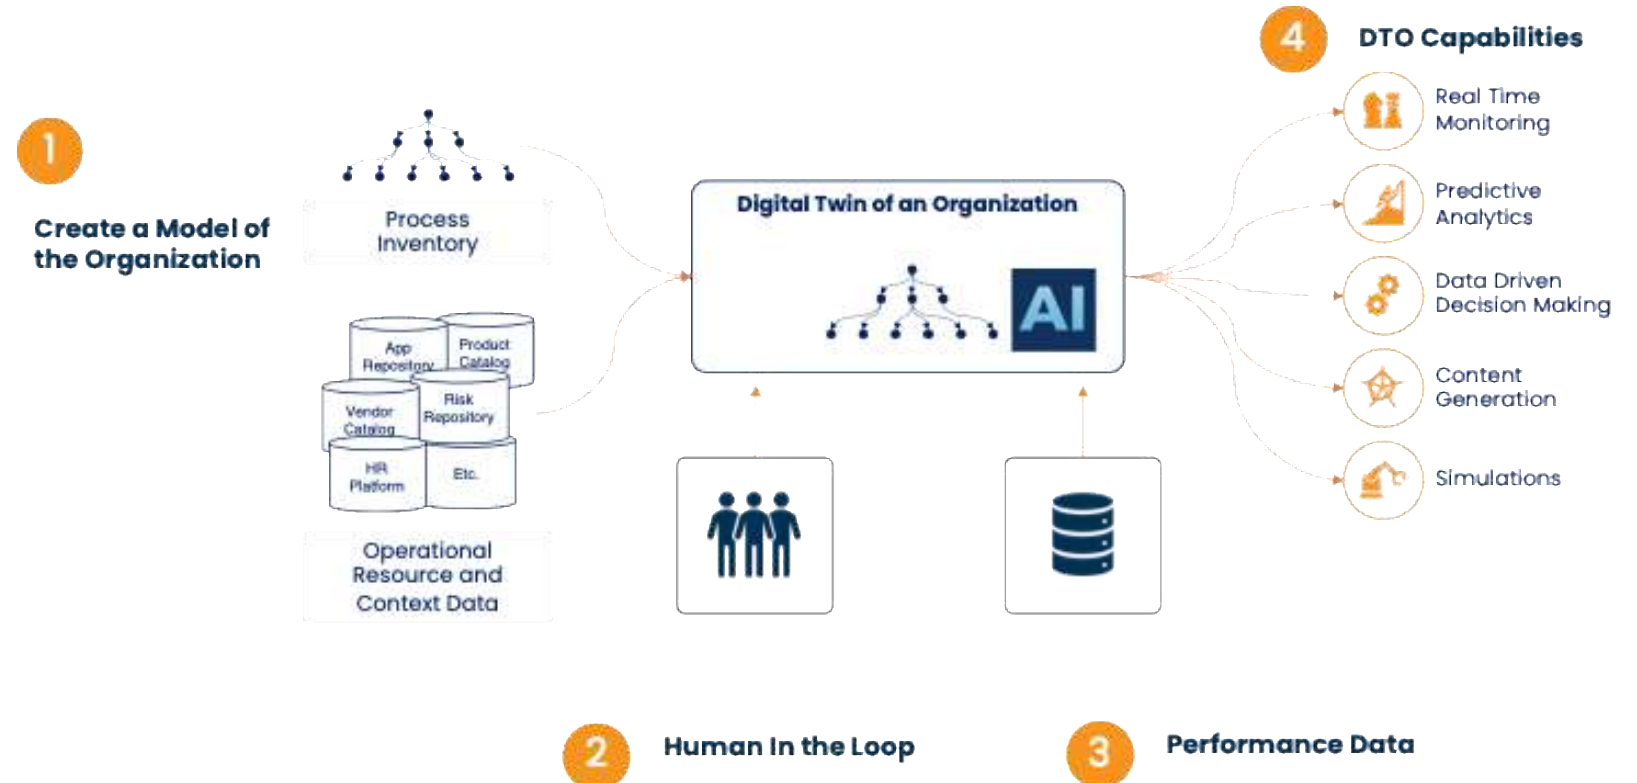 1
Create a Model of
the Organization
Process
Inventory
App
Repository
Product
Catalog
Vendor
Catalog
Risk
Repository
HR
Platform
Etc.
Operational
Resource and
Context Data
Digital Twin of an Organization
AI
2
Human In the Loop
3
Performance Data
4
DTO Capabilities
Real Time
Monitoring
Predictive
Analytics
Data Driven
Decision Making
Content
Generation
Simulations